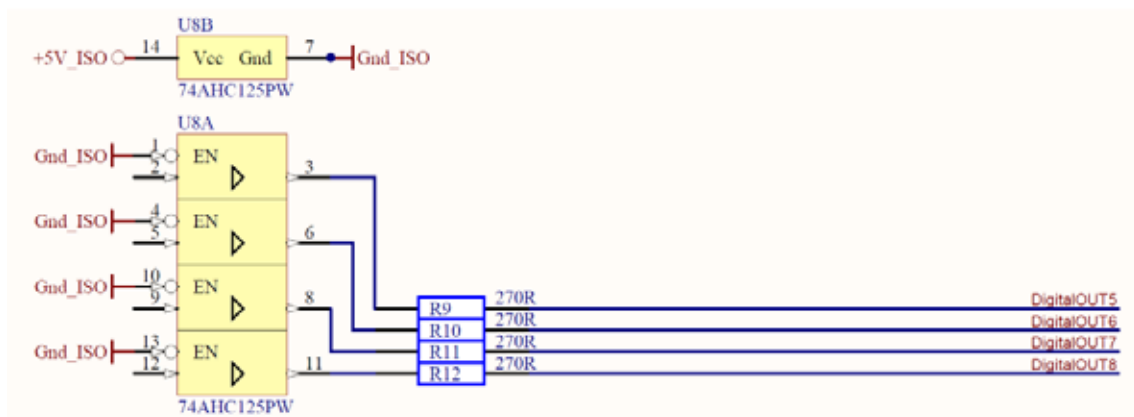 U8B
+5V_ISO 14 Vcc Gnd 7 Gnd_ISO
74AHC125PW
U8A
Gnd_ISO 1 EN
2 3
Gnd_ISO 4 EN
5 6
Gnd_ISO 10 EN
9 8
R9 270R DigitalOUT5
R10 270R DigitalOUT6
Gnd_ISO 13 EN R11 270R DigitalOUT7
12 11 R12 270R DigitalOUT8
74AHC125PW